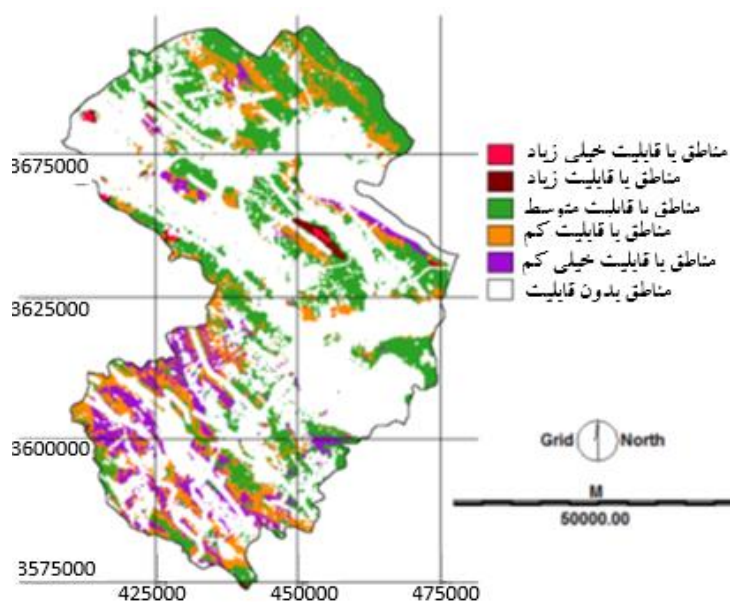 3675000
3625000
3600000
3575000
425000 450000 475000
مناطق با قابلیت خیلی زیاد
مناطق با قابلیت زیاد
مناطق با قابلیت متوسط
مناطق با قابلیت کم
مناطق با قابلیت خیلی کم
مناطق بدون قابلیت
Grid North
M
50000.00